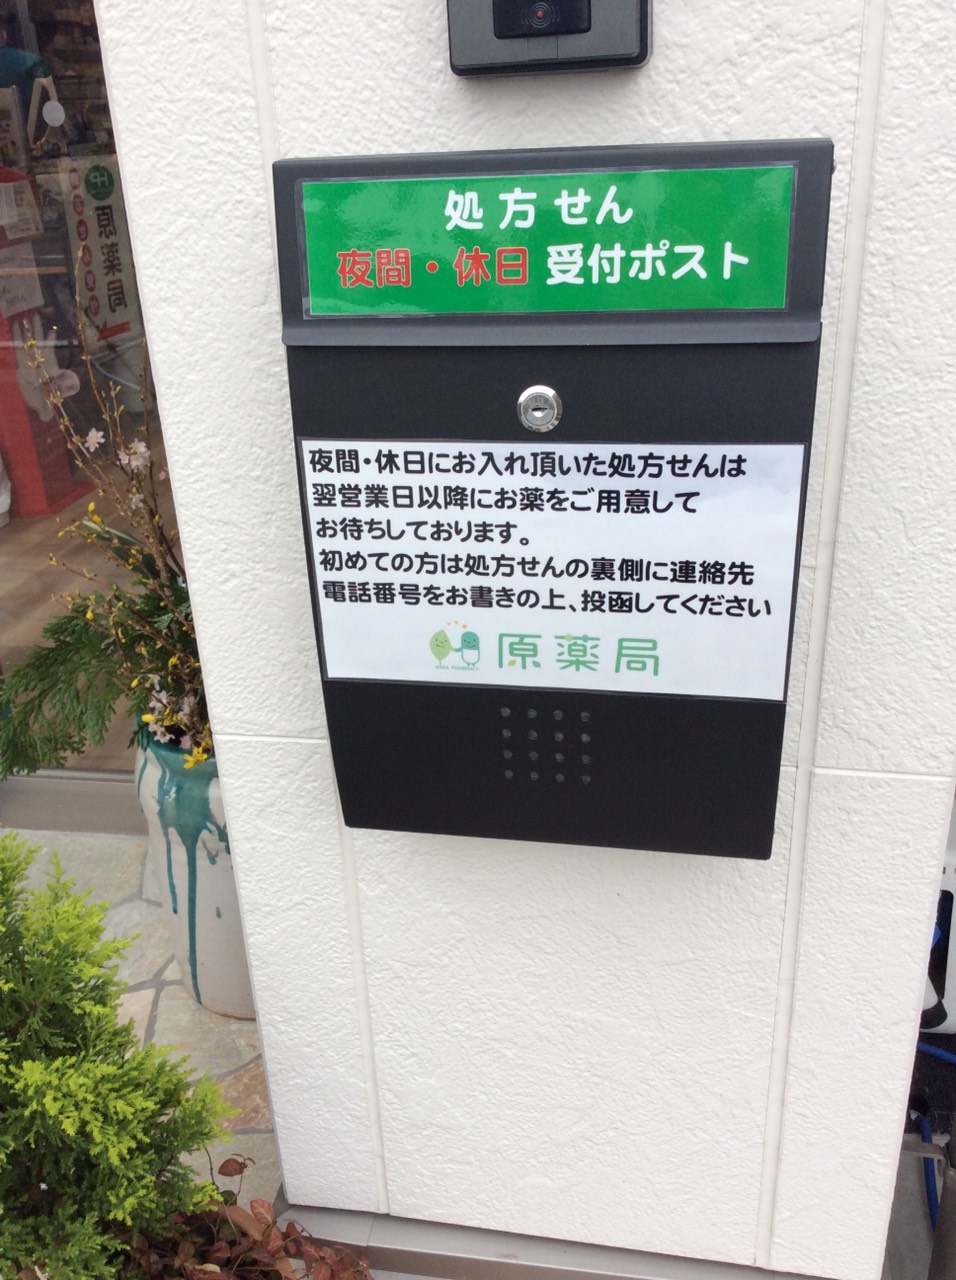 処方せん
夜間・休日 受付ポスト
夜間・休日にお入れ頂いた処方せんは
翌営業日以降にお薬をご用意して
お待ちしております。
初めての方は処方せんの裏側に連絡先
電話番号をお書きの上、投函してください
原薬局
原薬局